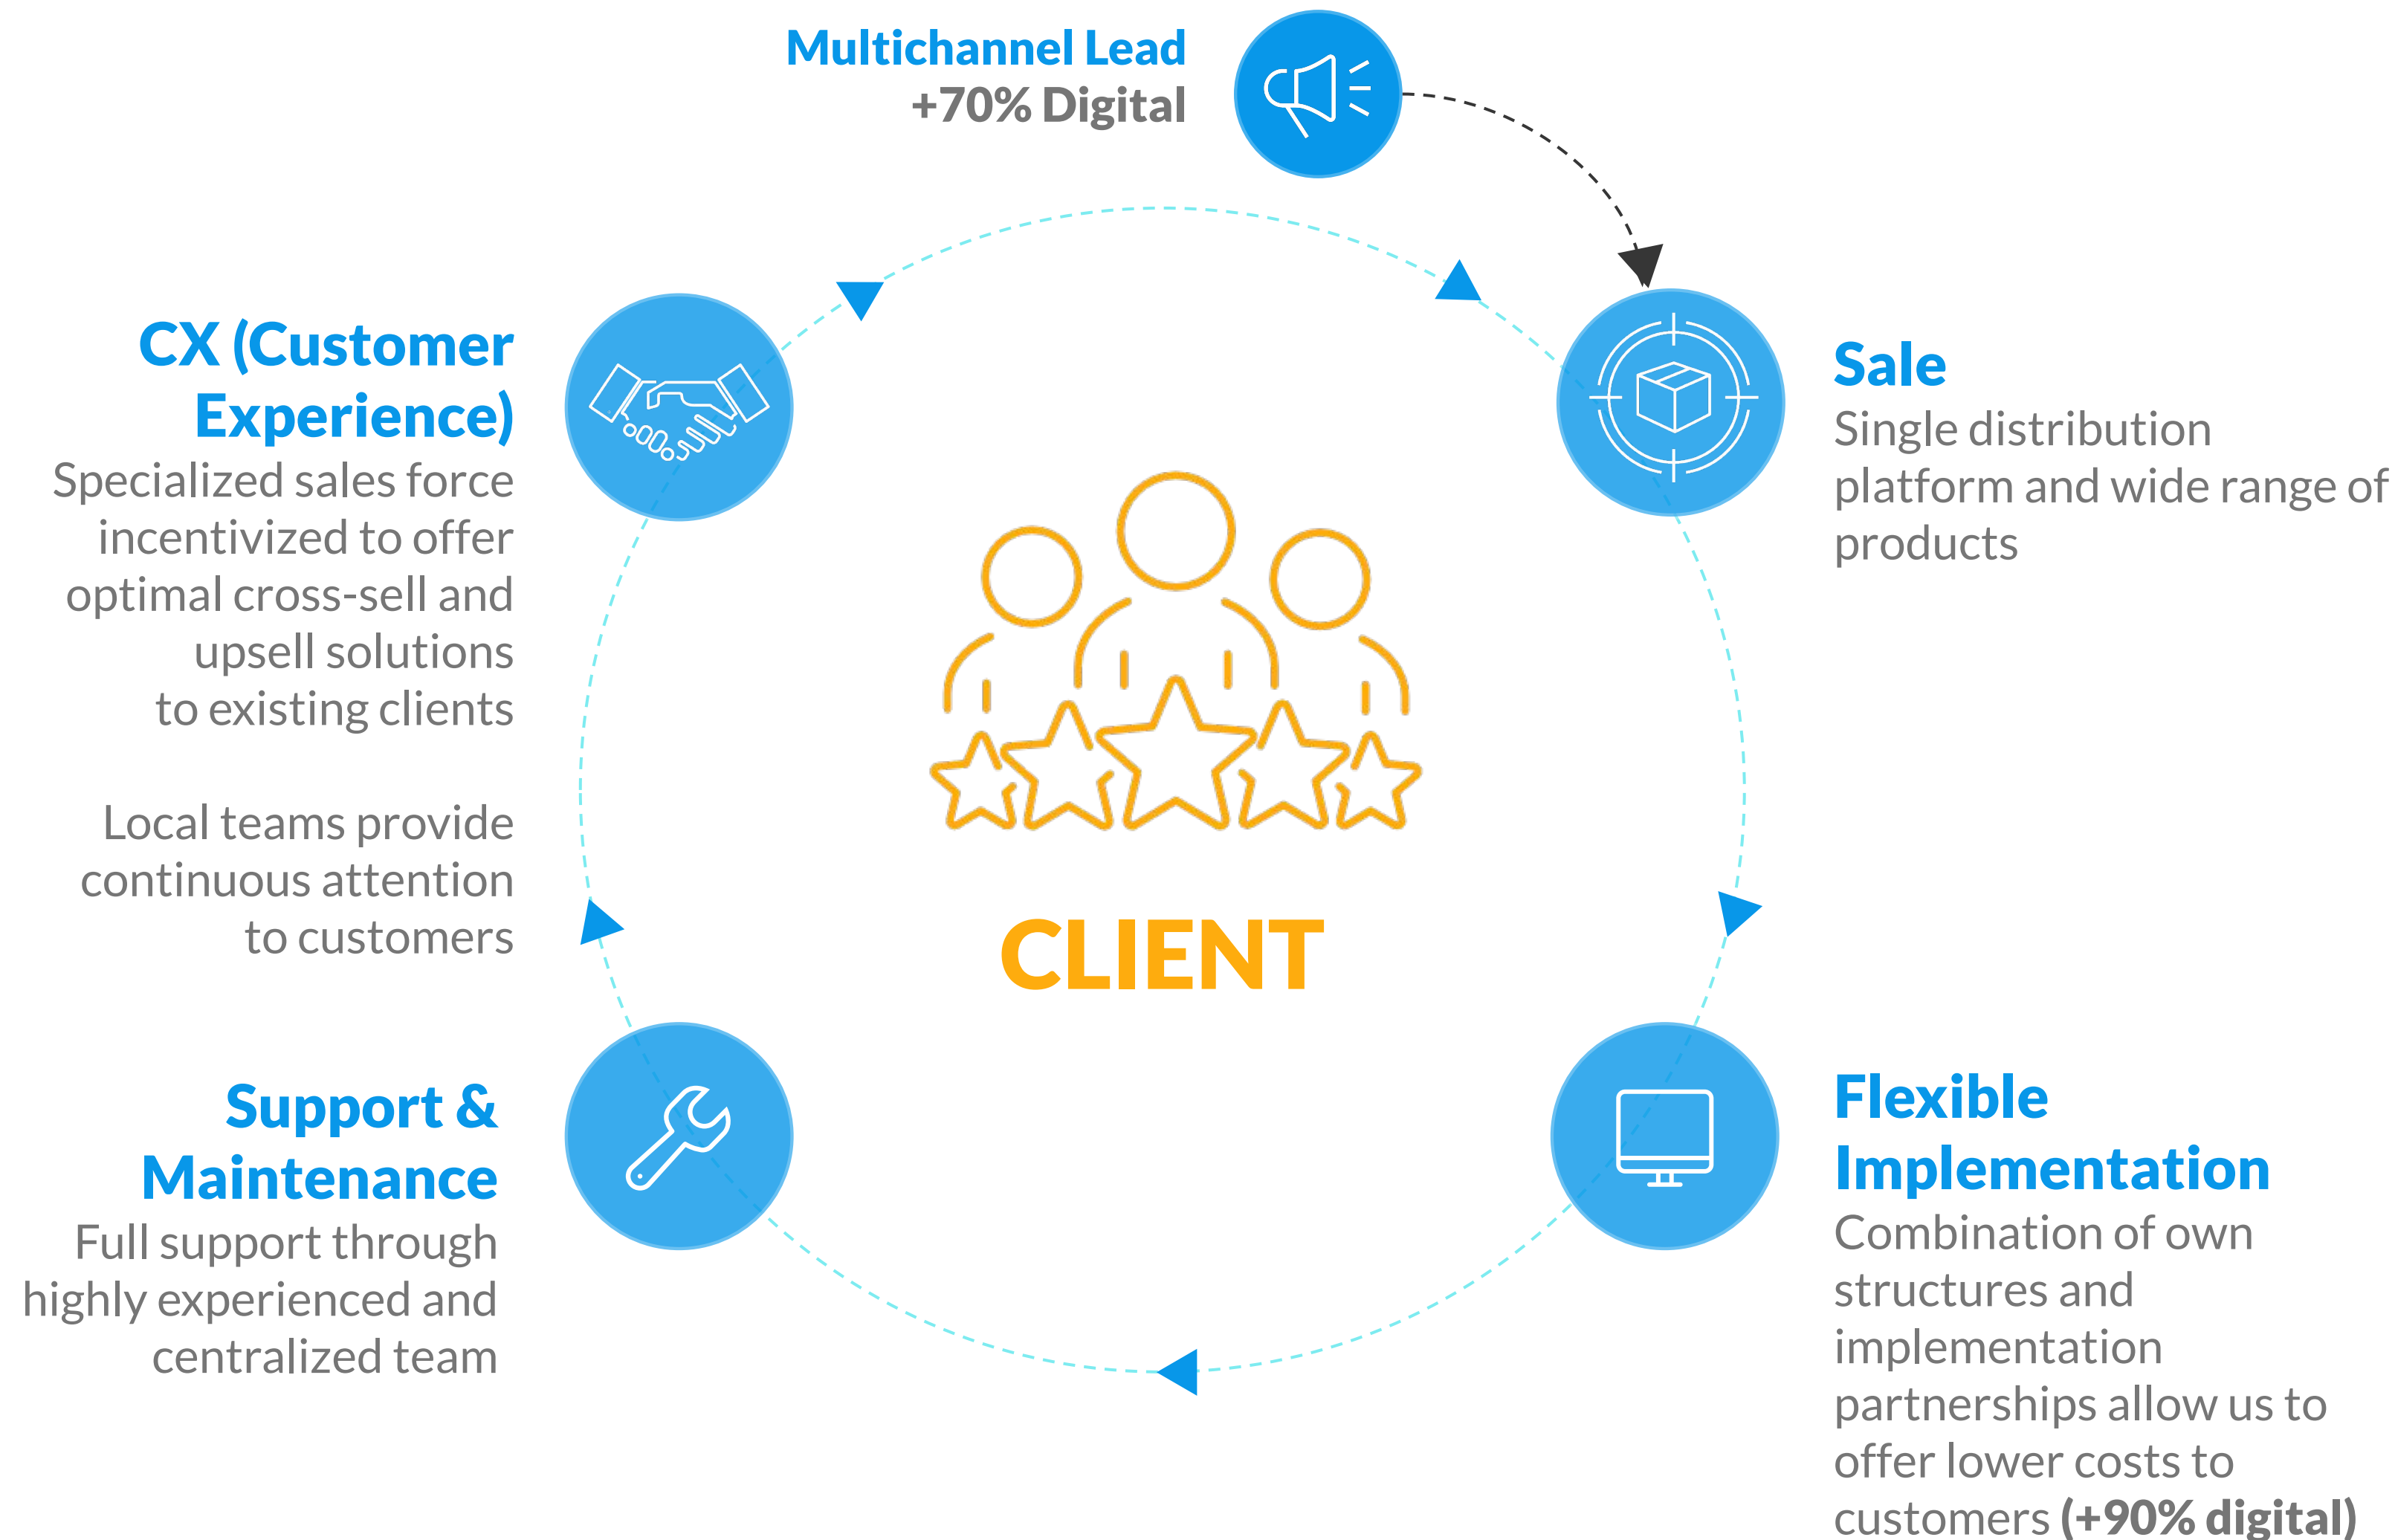 Multichannel Lead
+70% Digital
CX (Customer
Experience)
Specialized sales force
incentivized to offer
optimal cross-sell and
upsell solutions
to existing clients
Local teams provide
continuous attention
to customers
Sale
Single distribution
platform and wide range of
products
CLIENT
Support &
Maintenance
Full support through
highly experienced and
centralized team
Flexible
Implementation
Combination of own
structures and
implementation
partnerships allow us to
offer lower costs to
customers (+90% digital)